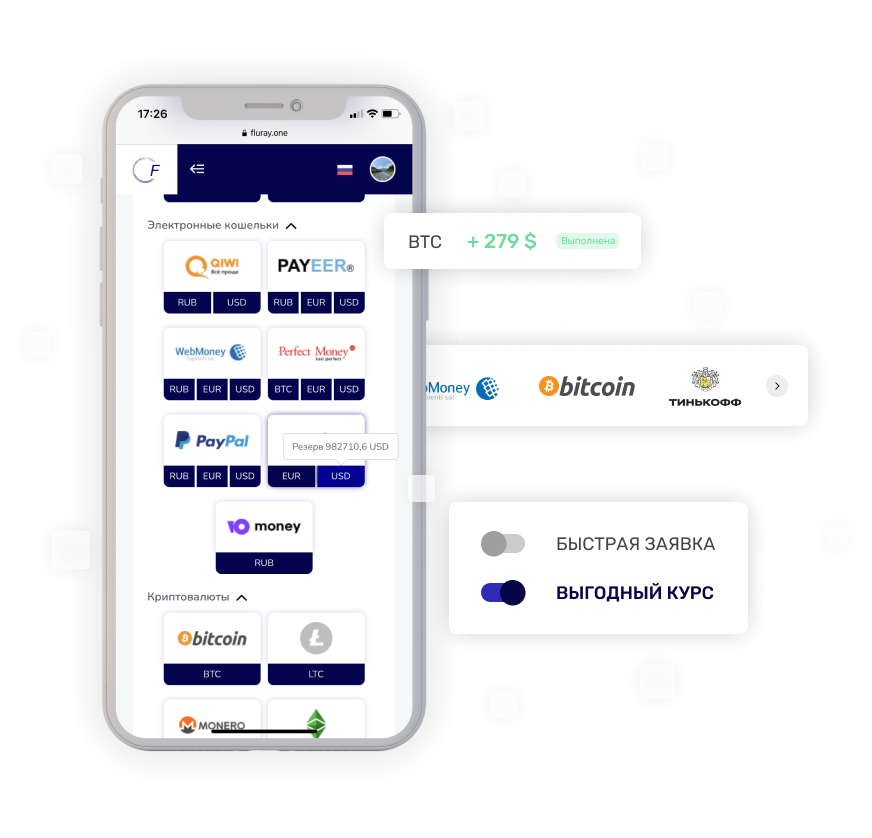 17:26
fluray.one
F
Электронные кошельки
QIWI
Всё проще
PAYEER®
RUB USD
RUB EUR USD
WebMoney
Perfect Money
Just perfect
RUB EUR USD
BTC EUR USD
PayPal
Резерв 982710,6 USD
RUB EUR USD
EUR USD
Ю money
RUB
Криптовалюты
bitcoin
BTC
LTC
MONERO
BTC + 279 $ Выполнена
bMoney
bitcoin
ТИНЬКОФФ
БЫСТРАЯ ЗАЯВКА
ВЫГОДНЫЙ КУРС